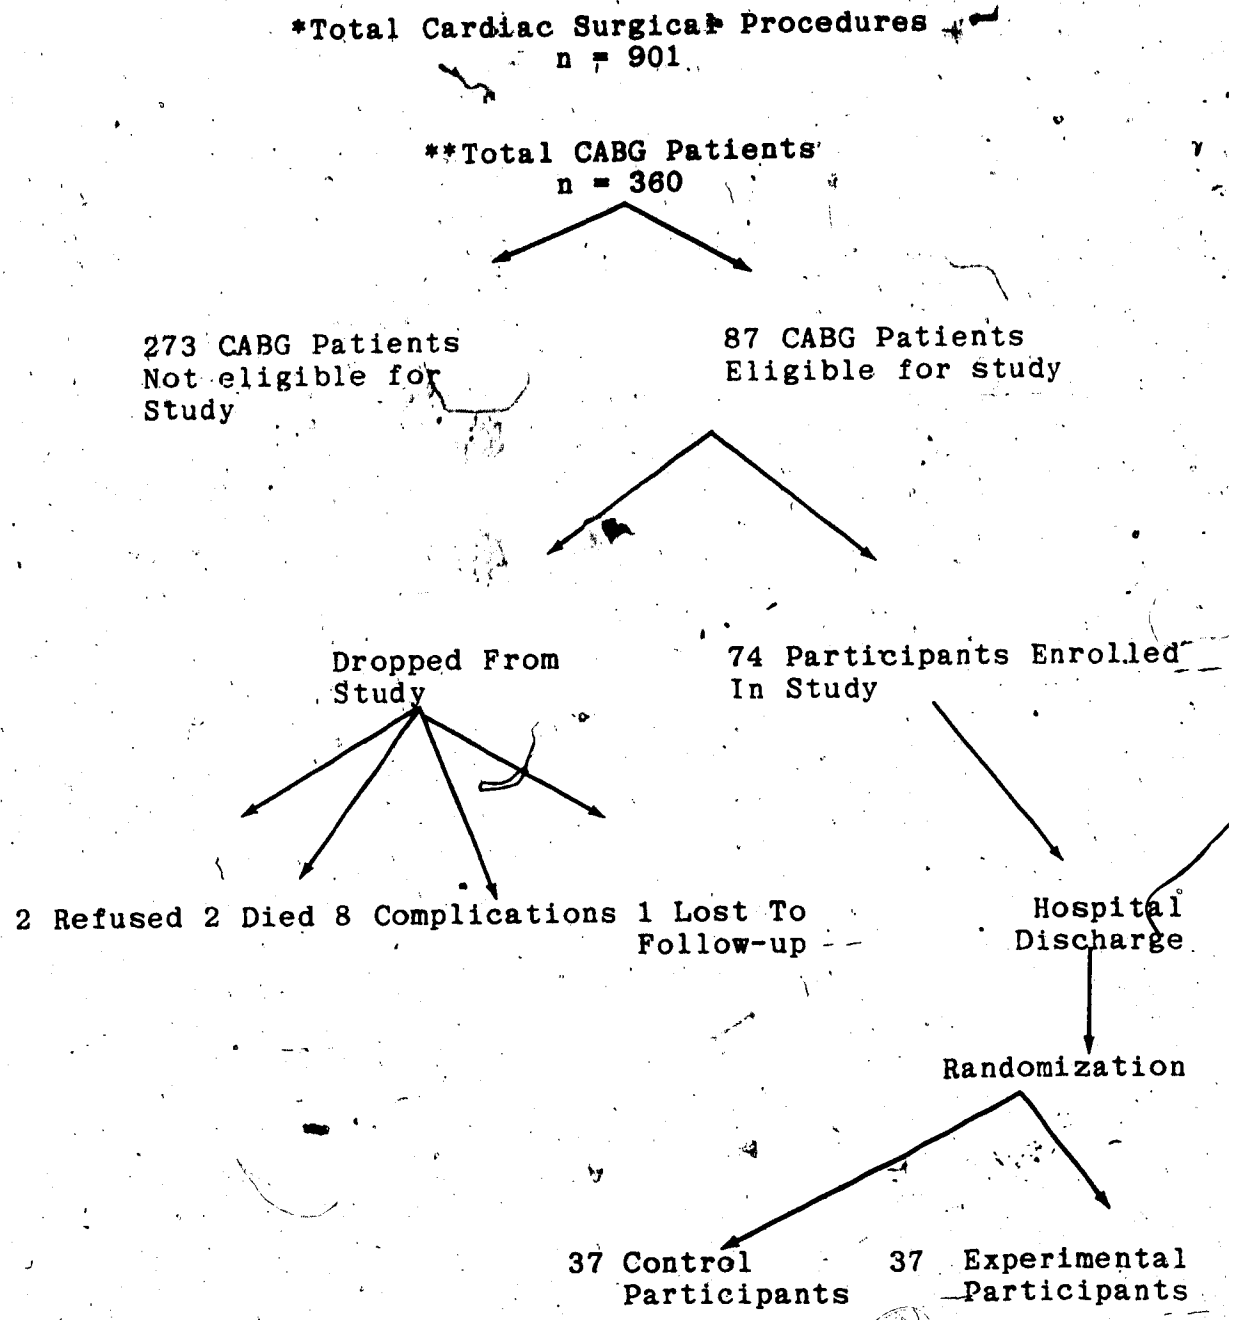 *Total Cardiac Surgical Procedures
n = 901
**Total CABG Patients
n = 360
273 CABG Patients
Not eligible for
Study
87 CABG Patients
Eligible for study
Dropped From
Study
74 Participants Enrolled
In Study
2 Refused 2 Died 8 Complications 1 Lost To
Follow-up
Hospital
Discharge
Randomization
37 Control
Participants
37 Experimental
Participants